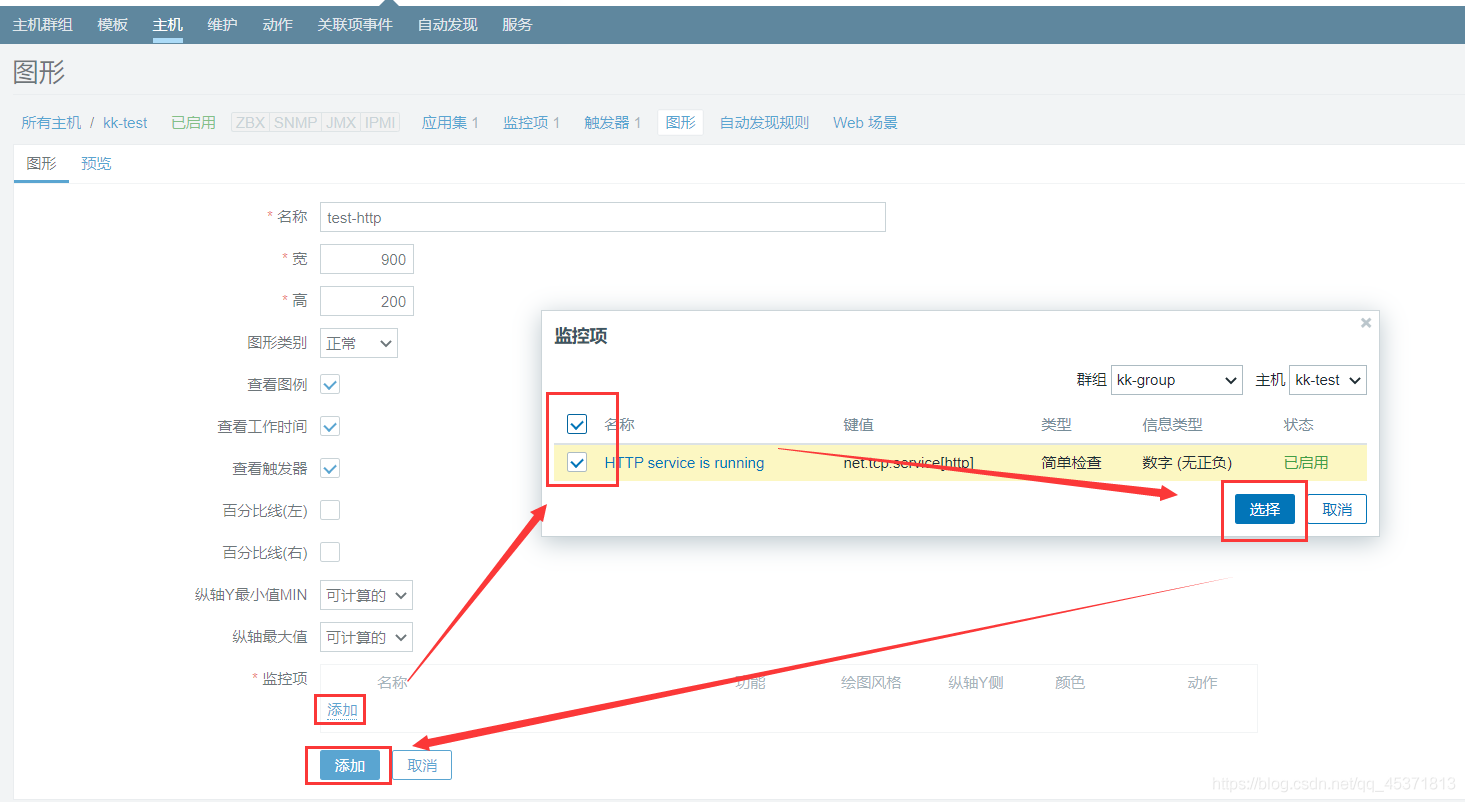 主机群组 模板 主机 维护 动作 关联项事件 自动发现 服务
图形
所有主机 / kk-test 已启用 ZBX SNMP JMX IPMI 应用集 1 监控项 1 触发器 1 图形 自动发现规则 Web 场景
图形 预览
* 名称 test-http
* 宽 900
* 高 200
图形类别 正常
查看图例
查看工作时间
查看触发器
百分比线(左)
百分比线(右)
纵轴Y最小值MIN 可计算的
纵轴最大值 可计算的
* 监控项 名称 功能 绘图风格 纵轴Y侧 颜色 动作
添加
添加 取消
监控项 ×
群组 kk-group 主机 kk-test
名称 键值 类型 信息类型 状态
HTTP service is running net.tcp.service[http] 简单检查 数字 (无正负) 已启用
选择 取消
https://blog.csdn.net/qq_45371813